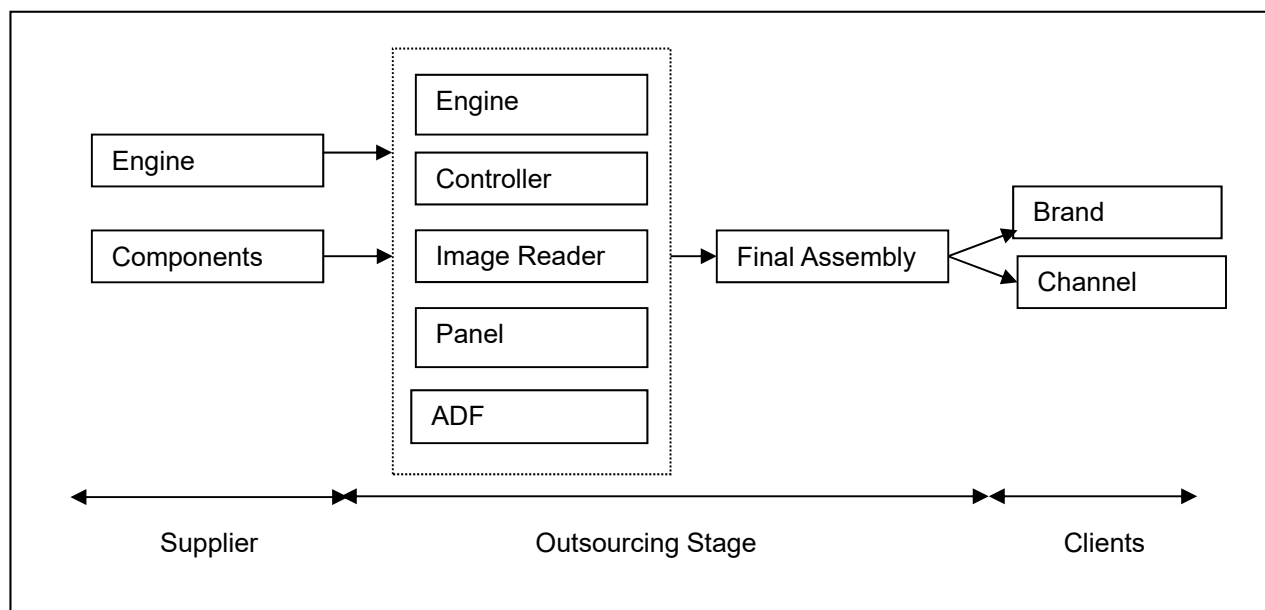 Engine
Components
Engine
Controller
Image Reader
Panel
ADF
Final Assembly
Brand
Channel
Supplier
Outsourcing Stage
Clients